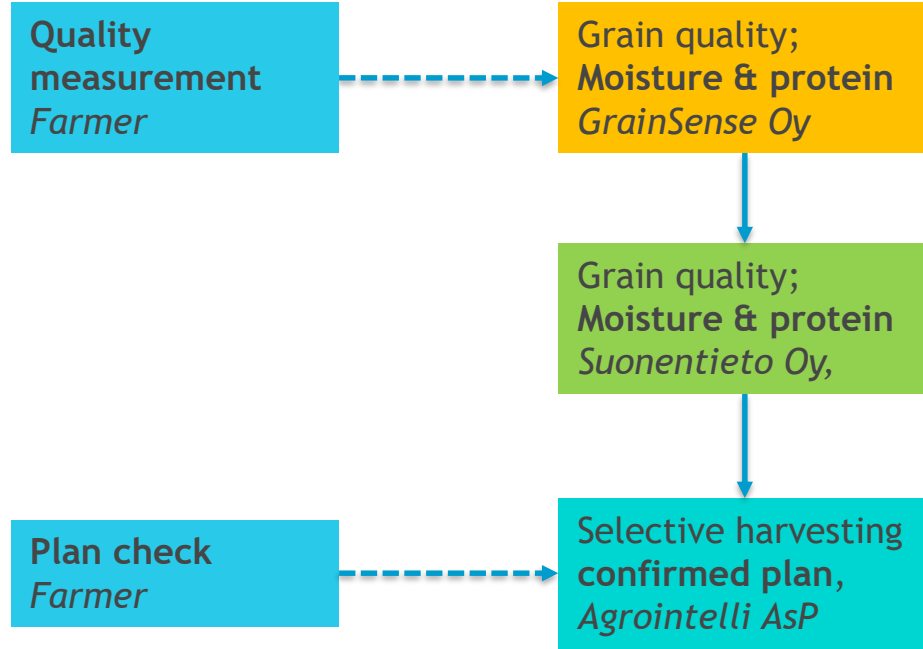 Quality
measurement
Farmer
Grain quality;
Moisture & protein
GrainSense Oy
Grain quality;
Moisture & protein
Suonentieto Oy,
Plan check
Farmer
Selective harvesting
confirmed plan,
Agrointelli AsP